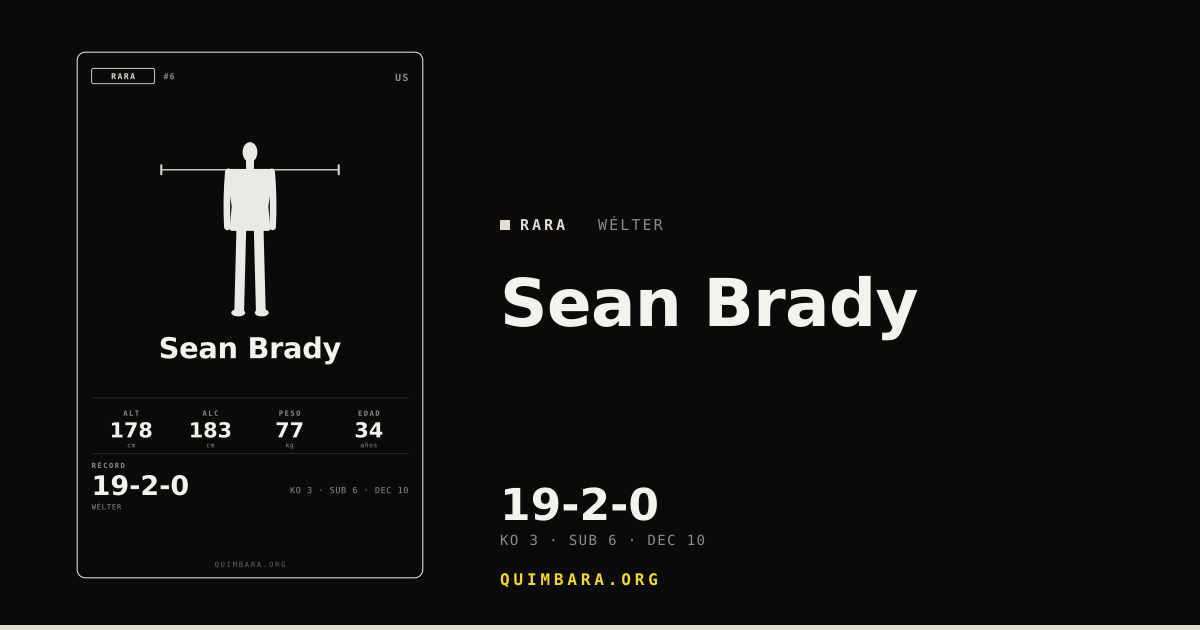 RARA #6 US
Sean Brady
ALT ALC PESO EDAD
178 183 77 34
cm cm kg años
RÉCORD
19-2-0 KO 3 · SUB 6 · DEC 10
WÉLTER
QUIMBARA.ORG
RARA WÉLTER
Sean Brady
19-2-0
KO 3 · SUB 6 · DEC 10
QUIMBARA.ORG